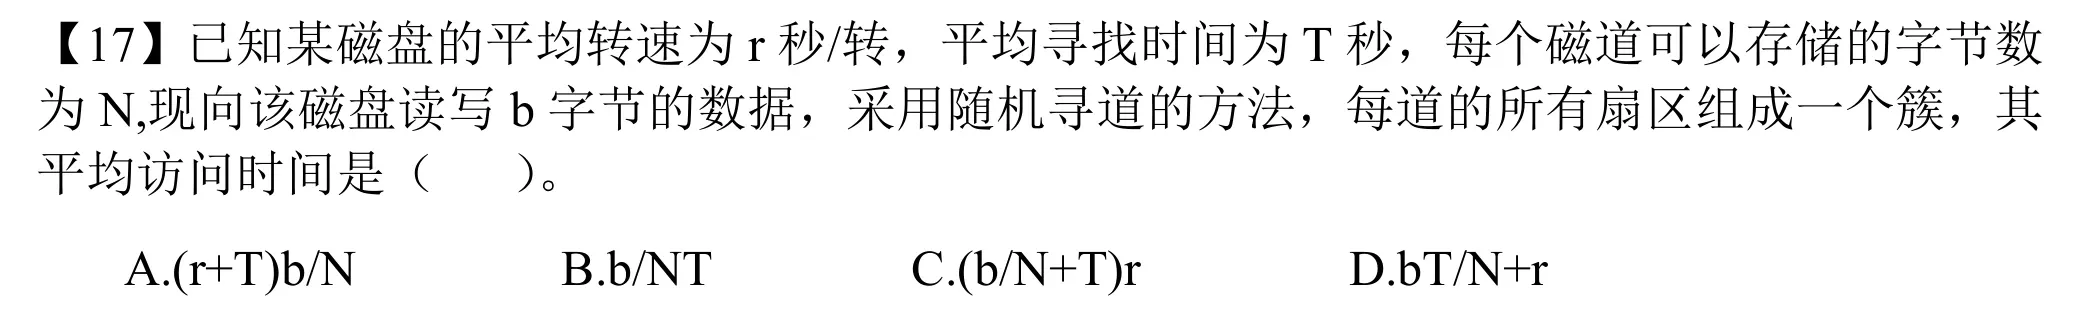 【17】已知某磁盘的平均转速为 r 秒/转，平均寻找时间为 T 秒，每个磁道可以存储的字节数
为 N,现向该磁盘读写 b 字节的数据，采用随机寻道的方法，每道的所有扇区组成一个簇，其
平均访问时间是（　　）。
A.(r+T)b/N　　B.b/NT　　C.(b/N+T)r　　D.bT/N+r